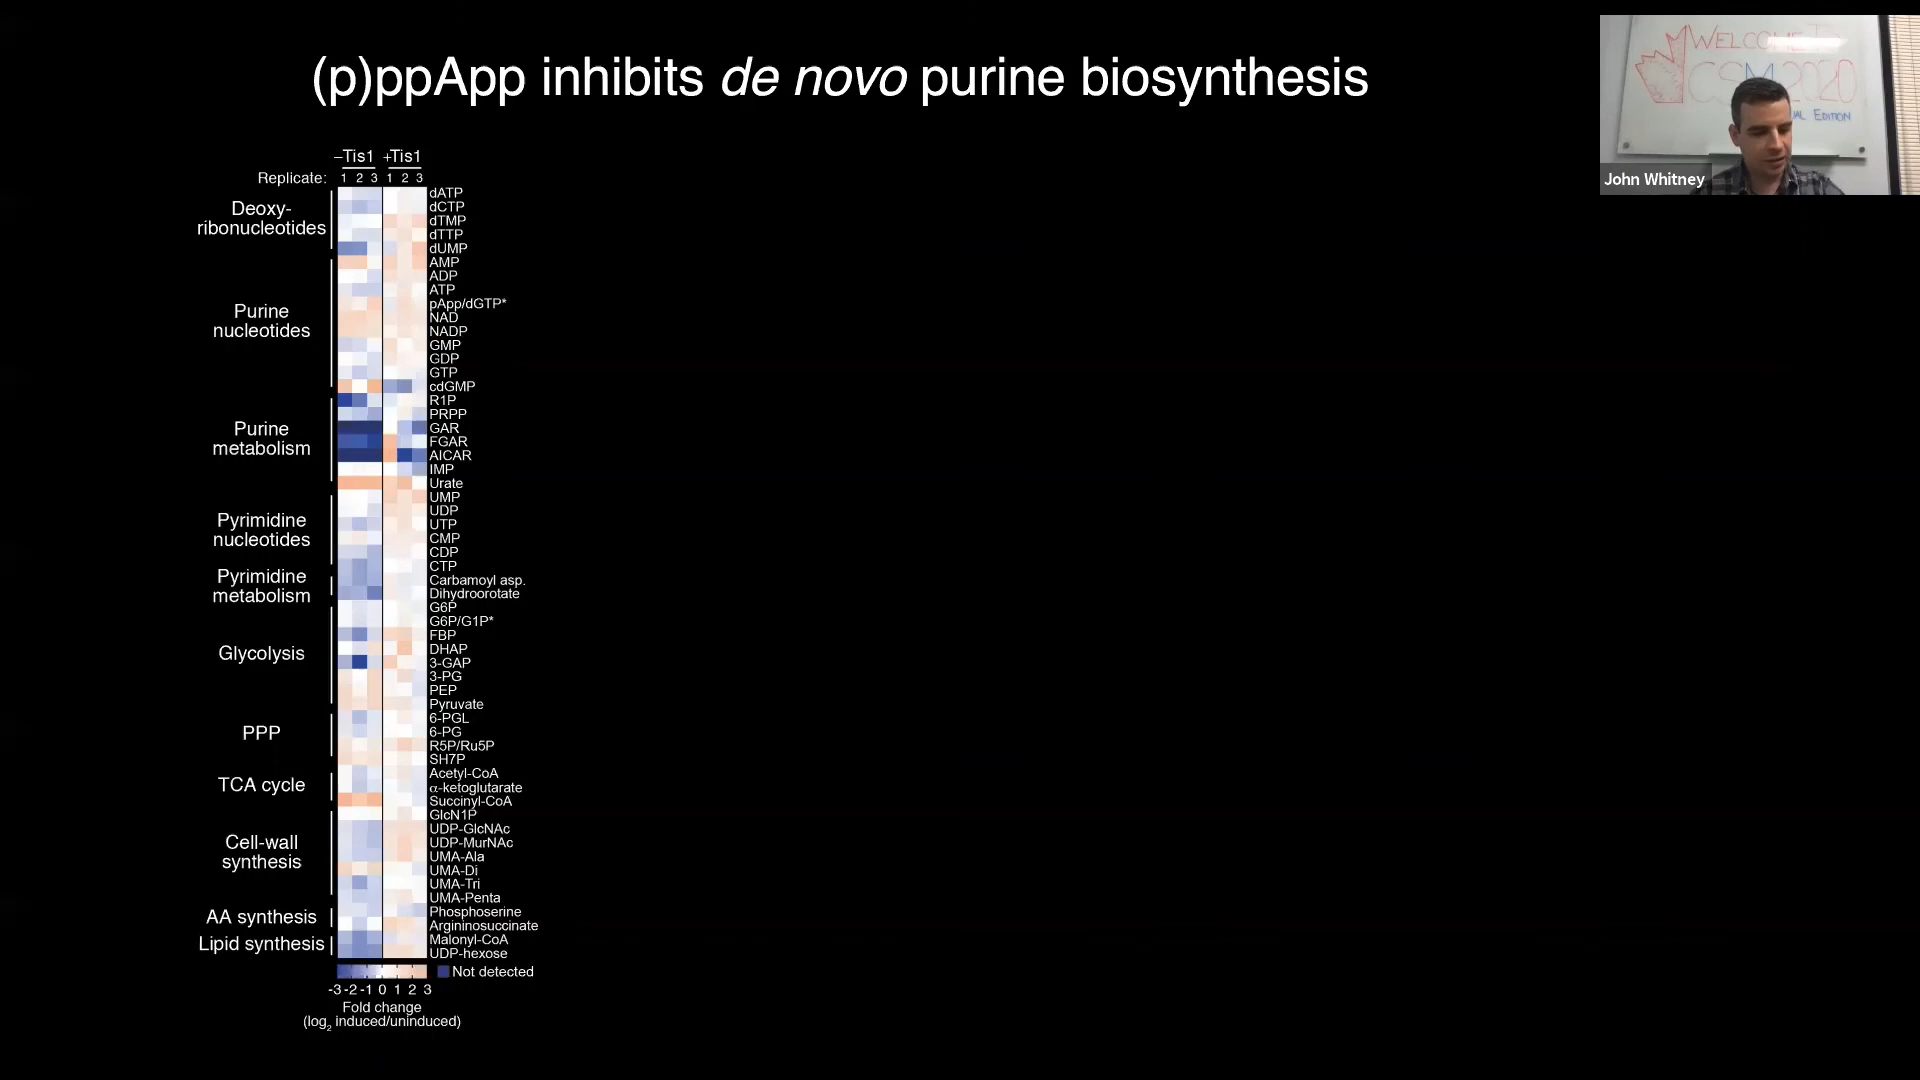 (p)ppApp inhibits de novo purine biosynthesis
WELCOME TO
CSM 2020
EDITION
John Whitney
–Tis1 +Tis1
Replicate: 1 2 3 1 2 3
Deoxy-
ribonucleotides
dATP
dCTP
dTMP
dTTP
dUMP
Purine
nucleotides
AMP
ADP
ATP
pApp/dGTP*
NAD
NADP
GMP
GDP
GTP
cdGMP
Purine
metabolism
R1P
PRPP
GAR
FGAR
AICAR
IMP
Urate
Pyrimidine
nucleotides
UMP
UDP
UTP
CMP
CDP
CTP
Pyrimidine
metabolism
Carbamoyl asp.
Dihydroorotate
Glycolysis
G6P
G6P/G1P*
FBP
DHAP
3-GAP
3-PG
PEP
Pyruvate
PPP
6-PGL
6-PG
R5P/Ru5P
SH7P
TCA cycle
Acetyl-CoA
α-ketoglutarate
Succinyl-CoA
Cell-wall
synthesis
GlcN1P
UDP-GlcNAc
UDP-MurNAc
UMA-Ala
UMA-Di
UMA-Tri
UMA-Penta
AA synthesis
Phosphoserine
Argininosuccinate
Lipid synthesis
Malonyl-CoA
UDP-hexose
Not detected
-3 -2 -1 0 1 2 3
Fold change
(log2 induced/uninduced)